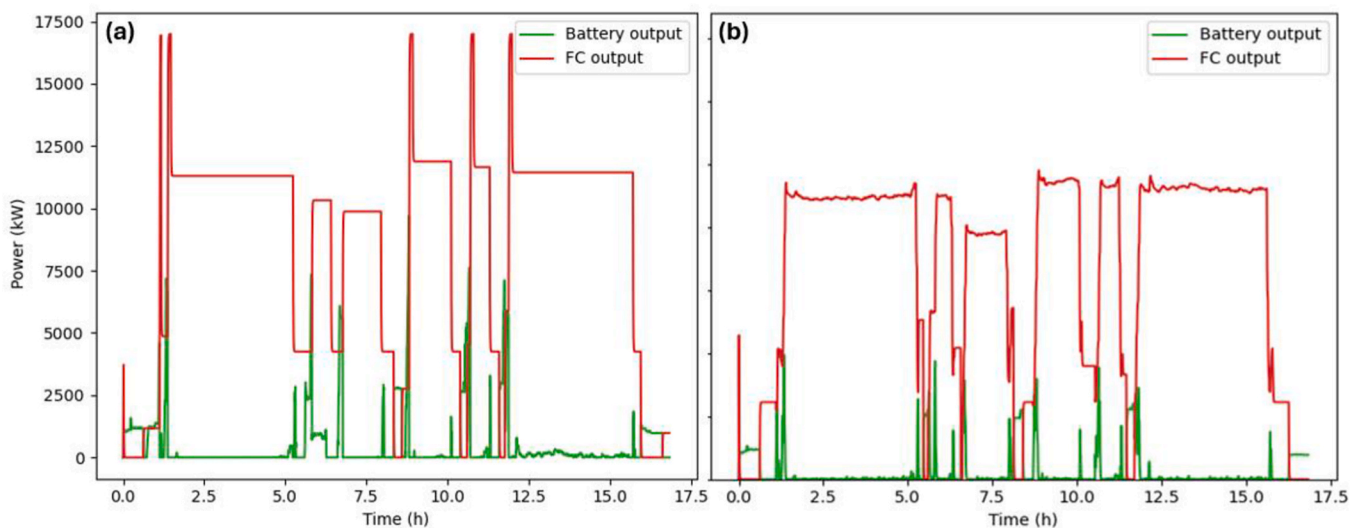 (a)
Battery output
FC output
17500
15000
12500
10000
7500
5000
2500
0
Power (kW)
0.0 2.5 5.0 7.5 10.0 12.5 15.0 17.5
Time (h)
(b)
Battery output
FC output
0.0 2.5 5.0 7.5 10.0 12.5 15.0 17.5
Time (h)